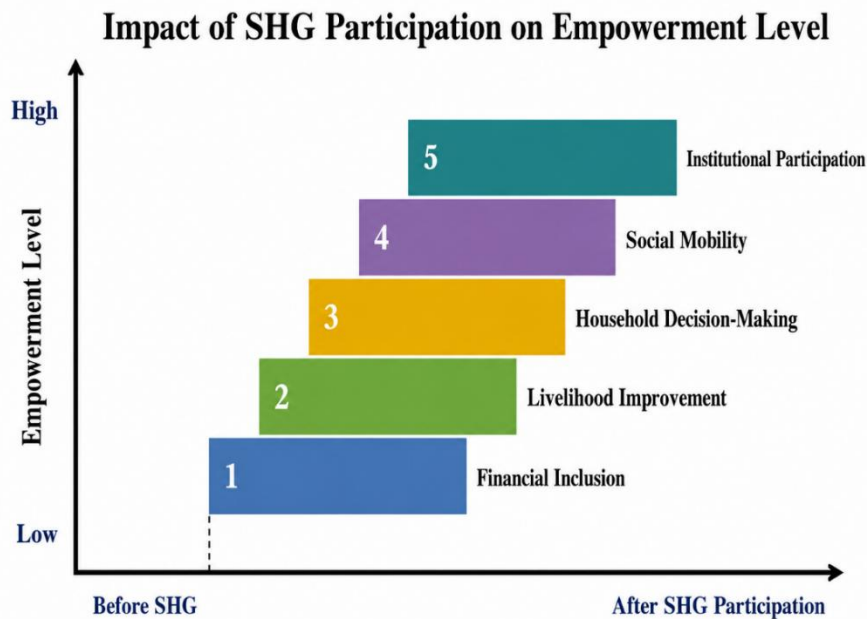 Impact of SHG Participation on Empowerment Level
High
5
Institutional Participation
4
Social Mobility
Empowerment Level
3
Household Decision-Making
2
Livelihood Improvement
1
Financial Inclusion
Low
Before SHG
After SHG Participation